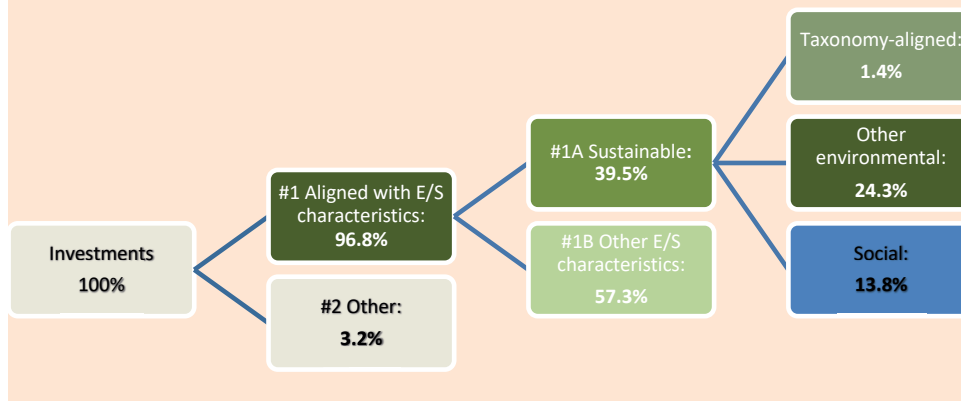 Investments
100%
#1 Aligned with E/S
characteristics:
96.8%
#2 Other:
3.2%
#1A Sustainable:
39.5%
#1B Other E/S
characteristics:
57.3%
Taxonomy-aligned:
1.4%
Other
environmental:
24.3%
Social:
13.8%